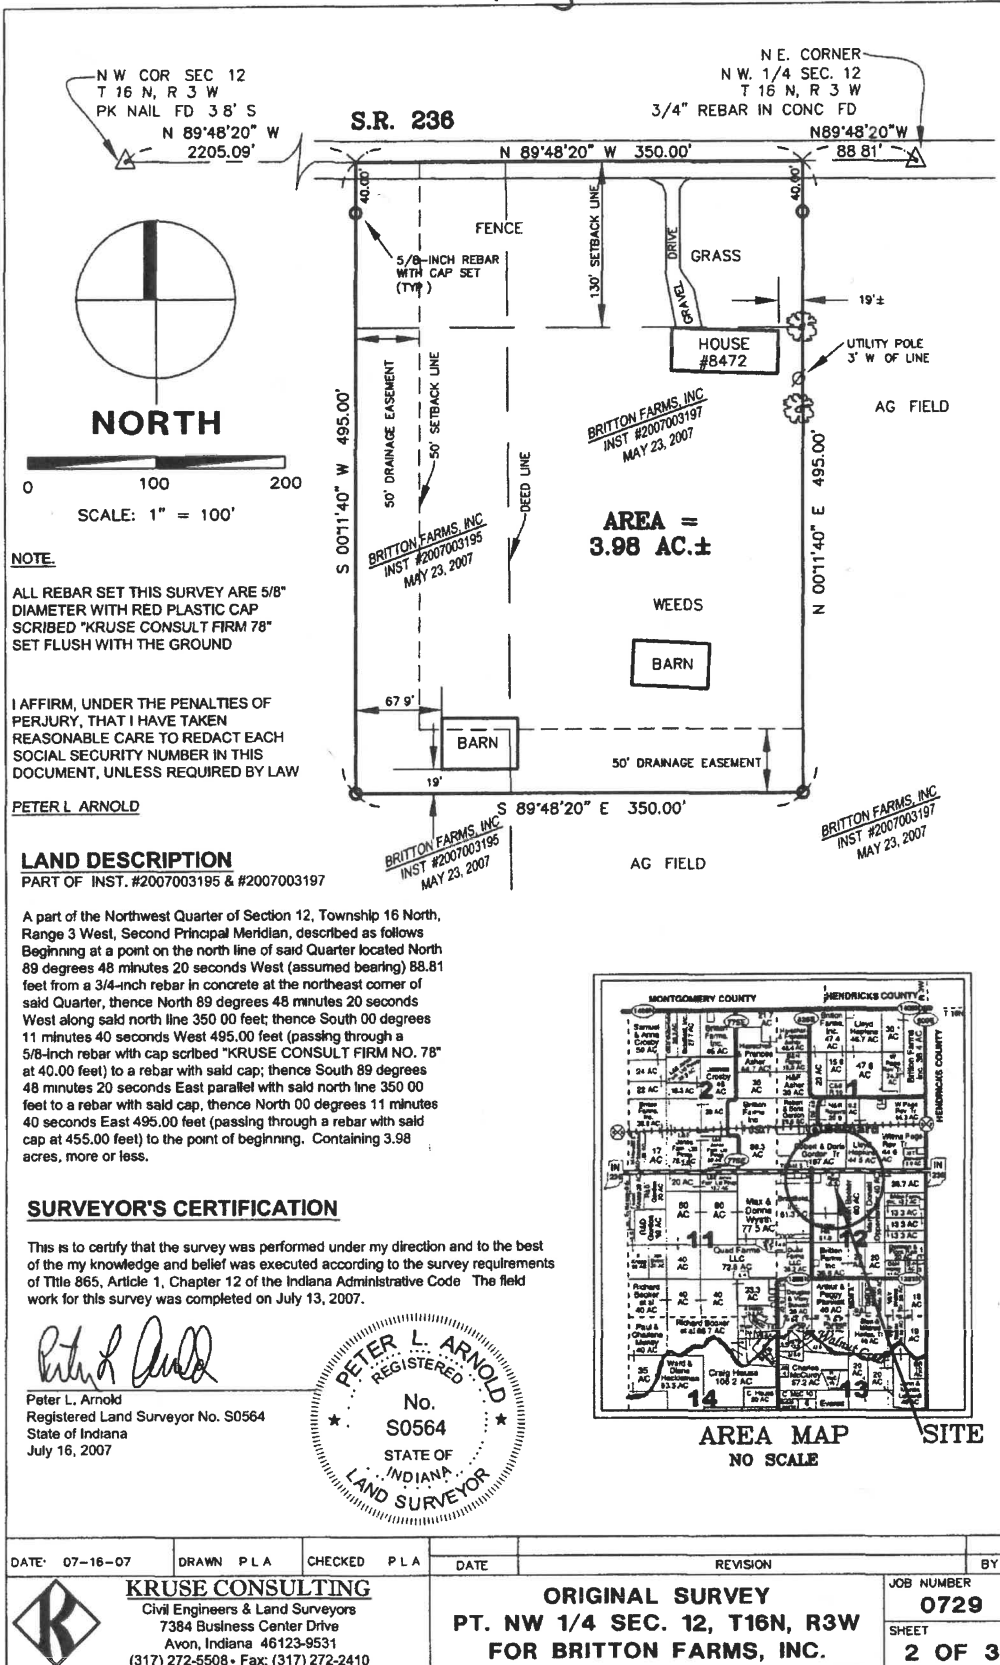 N W COR SEC 12
T 16 N, R 3 W
PK NAIL FD 3 8' S
N 89°48'20" W
2205.09'
S.R. 236
N E. CORNER
N W. 1/4 SEC. 12
T 16 N, R 3 W
3/4" REBAR IN CONC FD
N89°48'20"W
88 81'
N 89°48'20" W 350.00'
40.00'
40.00'
FENCE
5/8-INCH REBAR
WITH CAP SET
(TYP )
130' SETBACK LINE
GRAVEL DRIVE
GRASS
19'±
HOUSE
#8472
UTILITY POLE
3' W OF LINE
AG FIELD
NORTH
0 100 200
SCALE: 1" = 100'
S 00°11'40" W 495.00'
50' DRAINAGE EASEMENT
50' SETBACK LINE
DEED LINE
BRITTON FARMS, INC
INST #2007003197
MAY 23, 2007
BRITTON FARMS, INC
INST #2007003195
MAY 23, 2007
AREA =
3.98 AC.±
N 00°11'40" E 495.00'
WEEDS
BARN
67 9'
BARN
19'
50' DRAINAGE EASEMENT
S 89°48'20" E 350.00'
BRITTON FARMS, INC
INST #2007003195
MAY 23, 2007
AG FIELD
BRITTON FARMS, INC
INST #2007003197
MAY 23, 2007
NOTE.
ALL REBAR SET THIS SURVEY ARE 5/8"
DIAMETER WITH RED PLASTIC CAP
SCRIBED "KRUSE CONSULT FIRM 78"
SET FLUSH WITH THE GROUND
I AFFIRM, UNDER THE PENALTIES OF
PERJURY, THAT I HAVE TAKEN
REASONABLE CARE TO REDACT EACH
SOCIAL SECURITY NUMBER IN THIS
DOCUMENT, UNLESS REQUIRED BY LAW
PETER L ARNOLD
LAND DESCRIPTION
PART OF INST. #2007003195 & #2007003197
A part of the Northwest Quarter of Section 12, Township 16 North,
Range 3 West, Second Principal Meridian, described as follows
Beginning at a point on the north line of said Quarter located North
89 degrees 48 minutes 20 seconds West (assumed bearing) 88.81
feet from a 3/4-inch rebar in concrete at the northeast corner of
said Quarter, thence North 89 degrees 48 minutes 20 seconds
West along said north line 350 00 feet; thence South 00 degrees
11 minutes 40 seconds West 495.00 feet (passing through a
5/8-inch rebar with cap scribed "KRUSE CONSULT FIRM NO. 78"
at 40.00 feet) to a rebar with said cap; thence South 89 degrees
48 minutes 20 seconds East parallel with said north line 350 00
feet to a rebar with said cap, thence North 00 degrees 11 minutes
40 seconds East 495.00 feet (passing through a rebar with said
cap at 455.00 feet) to the point of beginning. Containing 3.98
acres, more or less.
SURVEYOR'S CERTIFICATION
This is to certify that the survey was performed under my direction and to the best
of the my knowledge and belief was executed according to the survey requirements
of Title 865, Article 1, Chapter 12 of the Indiana Administrative Code The field
work for this survey was completed on July 13, 2007.
Peter L. Arnold
Registered Land Surveyor No. S0564
State of Indiana
July 16, 2007
PETER L. ARNOLD
REGISTERED
No.
S0564
STATE OF
INDIANA
LAND SURVEYOR
MONTGOMERY COUNTY
HENDRICKS COUNTY
HENDRICKS COUNTY
2
1
11
12
14
13
Max &
Donna
Wyeth
77 5 AC
Quad Farms
LLC
Craig House
106 2 AC
AREA MAP
NO SCALE
SITE
DATE· 07-16-07
DRAWN P L A
CHECKED P L A
DATE
REVISION
BY
KRUSE CONSULTING
Civil Engineers & Land Surveyors
7384 Business Center Drive
Avon, Indiana 46123-9531
(317) 272-5508 • Fax: (317) 272-2410
ORIGINAL SURVEY
PT. NW 1/4 SEC. 12, T16N, R3W
FOR BRITTON FARMS, INC.
JOB NUMBER
0729
SHEET
2 OF 3